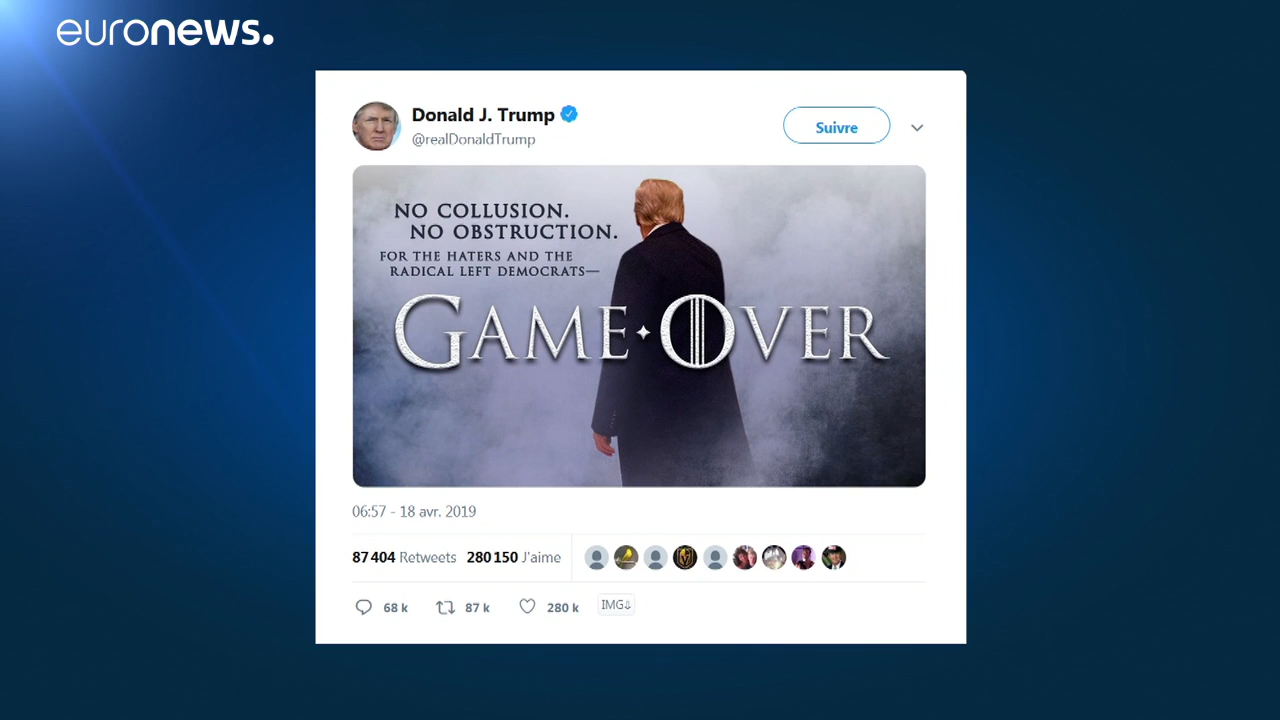 euronews.
Donald J. Trump
@realDonaldTrump
Suivre
NO COLLUSION.
NO OBSTRUCTION.
FOR THE HATERS AND THE
RADICAL LEFT DEMOCRATS—
GAME OVER
06:57 - 18 avr. 2019
87 404 Retweets 280 150 J'aime
68 k 87 k 280 k IMG⇩